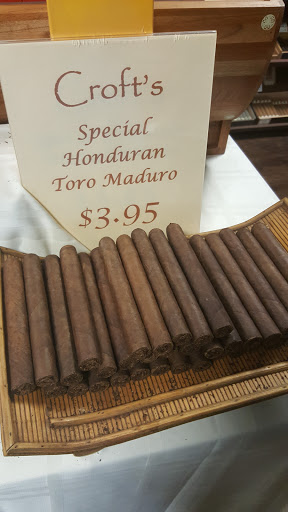 Croft's
Special
Honduran
Toro Maduro
$3.95